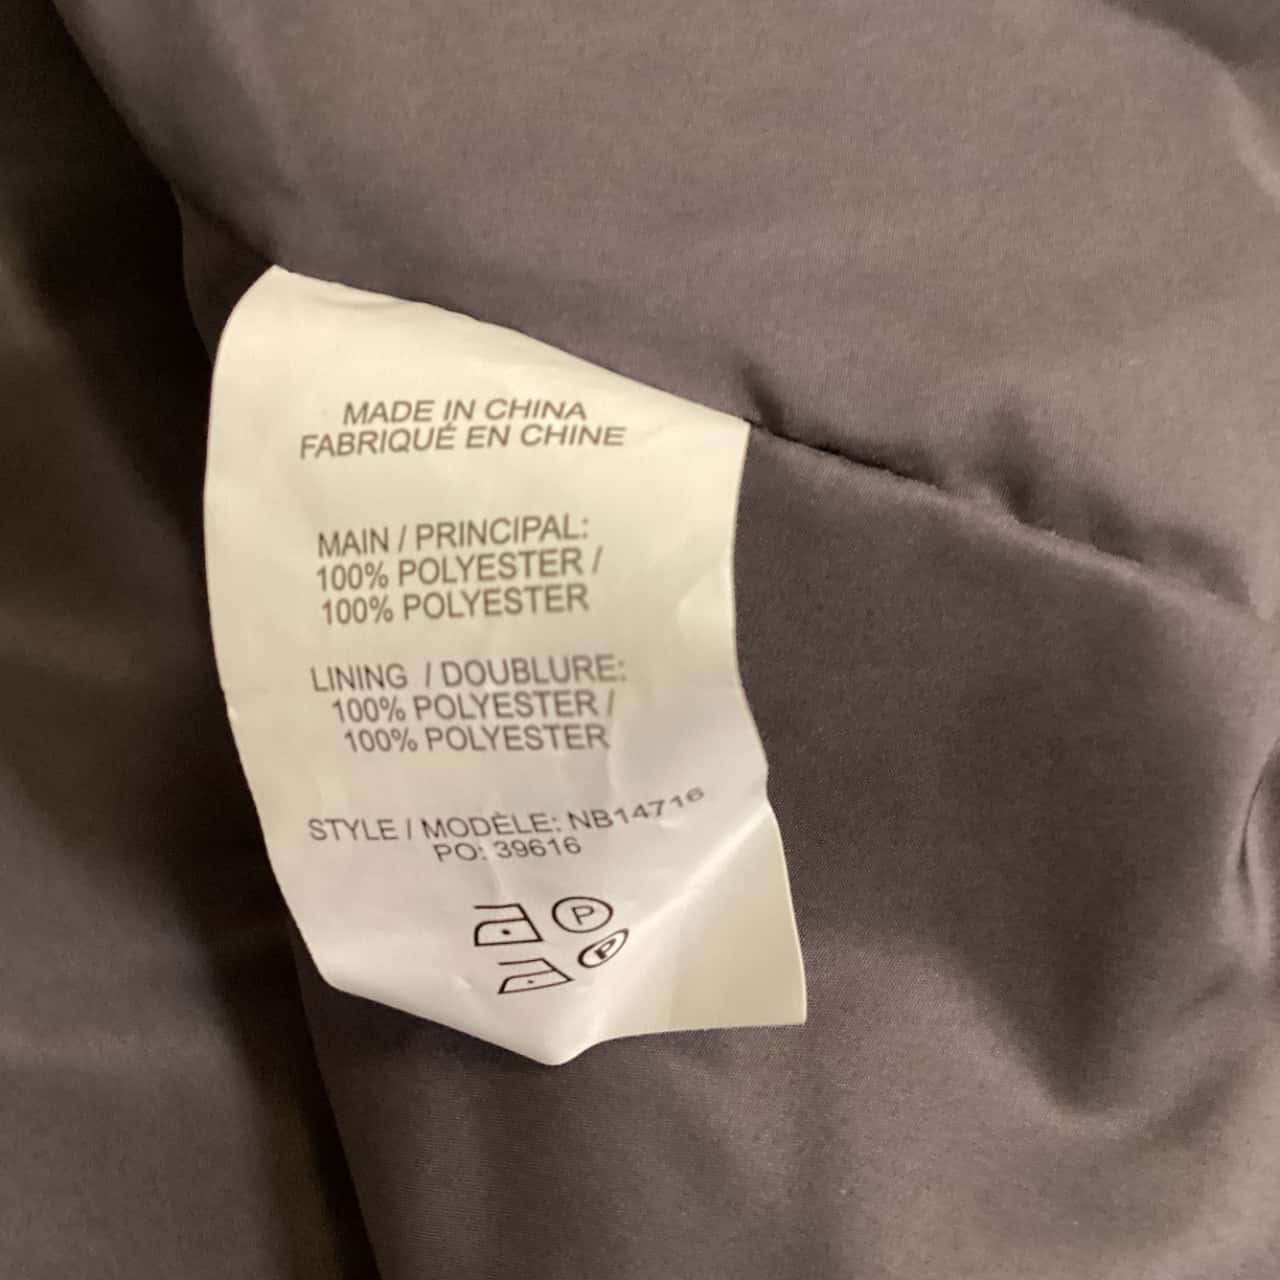 MADE IN CHINA
FABRIQUÉ EN CHINE
MAIN / PRINCIPAL:
100% POLYESTER /
100% POLYESTER
LINING / DOUBLURE:
100% POLYESTER /
100% POLYESTER
STYLE / MODÈLE: NB14716
PO: 39616
P
P